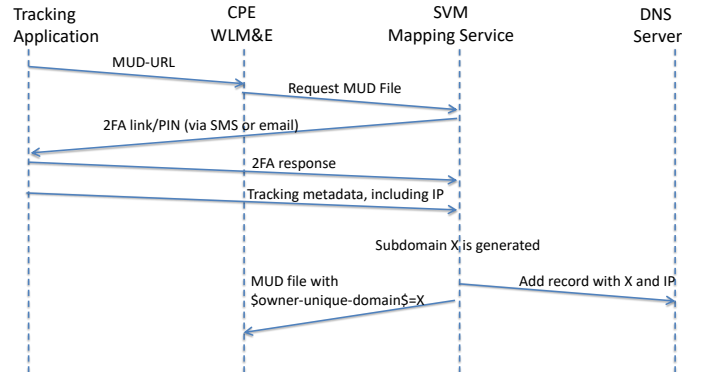 Tracking
Application
CPE
WLM&E
SVM
Mapping Service
DNS
Server
MUD-URL
Request MUD File
2FA link/PIN (via SMS or email)
2FA response
Tracking metadata, including IP
Subdomain X is generated
MUD file with
$owner-unique-domain$=X
Add record with X and IP